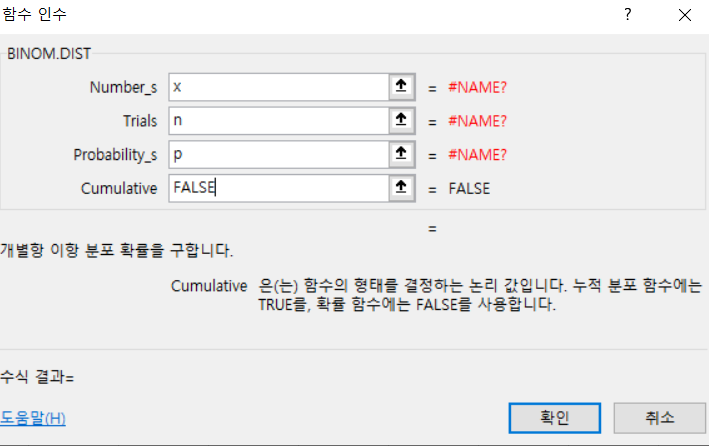 함수 인수 ? ×
BINOM.DIST
Number_s x = #NAME?
Trials n = #NAME?
Probability_s p = #NAME?
Cumulative FALSE = FALSE
=
개별항 이항 분포 확률을 구합니다.
Cumulative 은(는) 함수의 형태를 결정하는 논리 값입니다. 누적 분포 함수에는
TRUE를, 확률 함수에는 FALSE를 사용합니다.
수식 결과=
도움말(H) 확인 취소